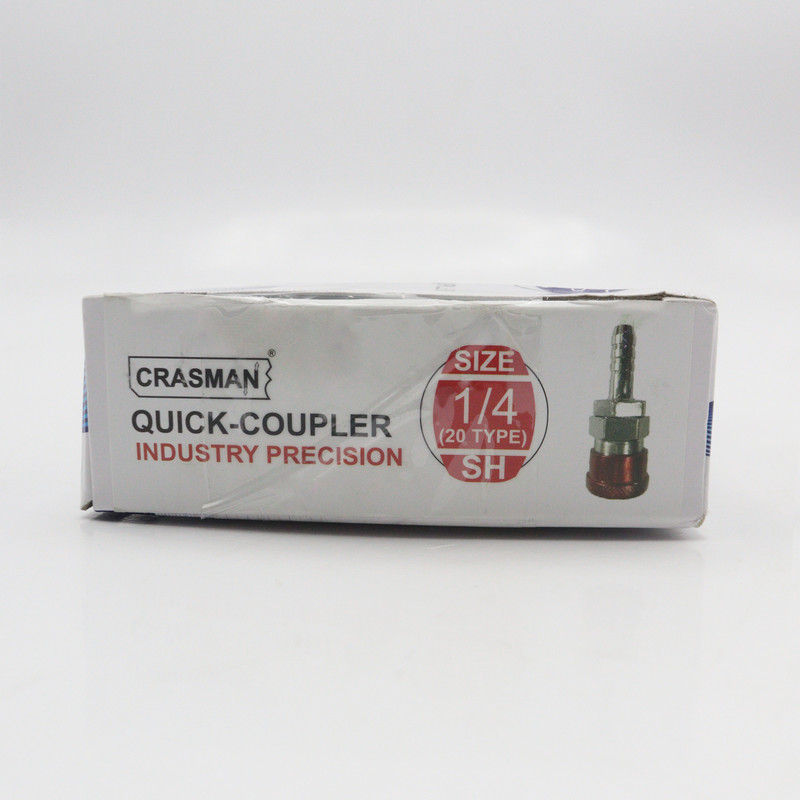 CRASMAN®
QUICK-COUPLER
INDUSTRY PRECISION
SIZE
1/4
(20 TYPE)
SH